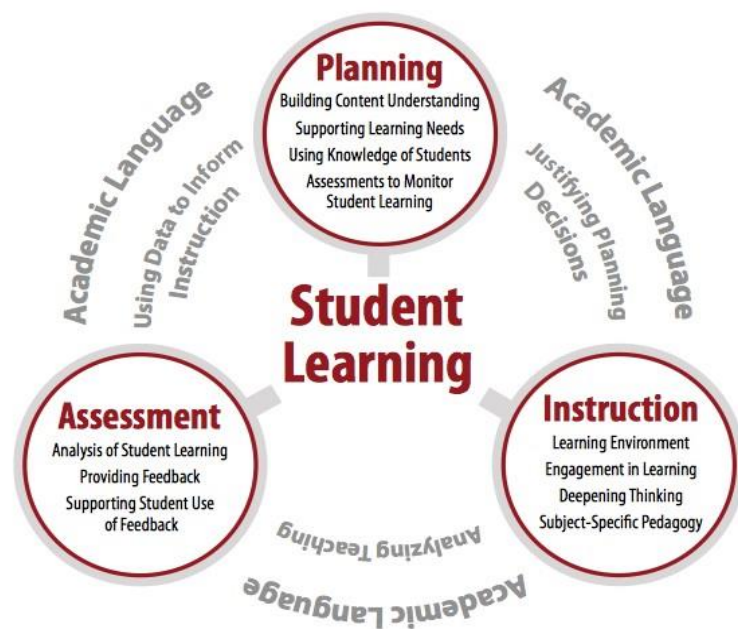 Planning
Building Content Understanding
Supporting Learning Needs
Using Knowledge of Students
Assessments to Monitor
Student Learning
Academic Language
Using Data to Inform
Instruction
Academic Language
Justifying Planning
Decisions
Student
Learning
Assessment
Analysis of Student Learning
Providing Feedback
Supporting Student Use
of Feedback
Instruction
Learning Environment
Engagement in Learning
Deepening Thinking
Subject-Specific Pedagogy
Analyzing Teaching
Academic Language